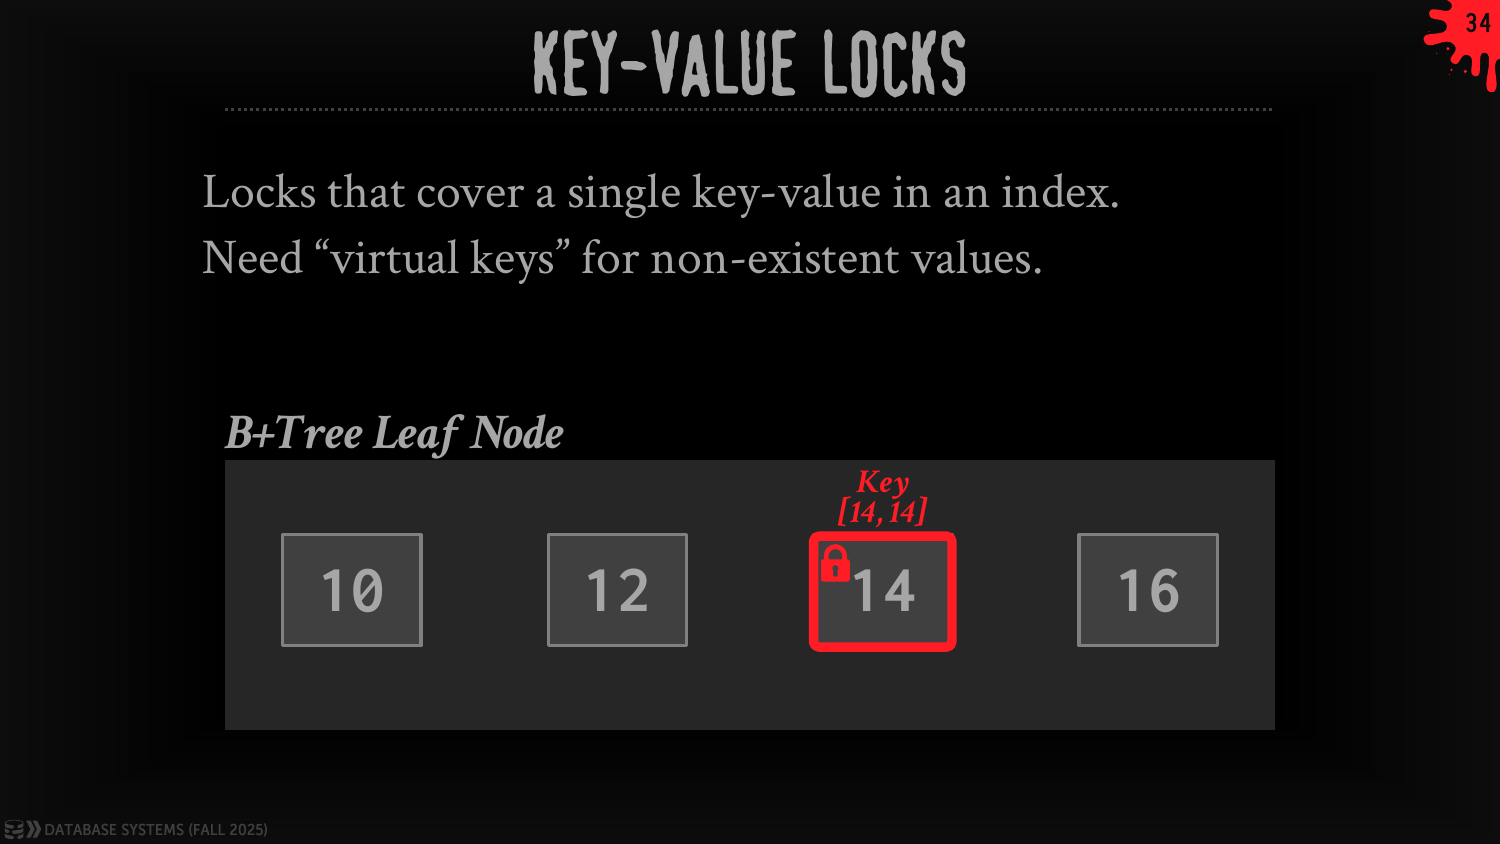 34
KEY-VALUE LOCKS
Locks that cover a single key-value in an index.
Need “virtual keys” for non-existent values.
B+Tree Leaf Node
Key
[14, 14]
10
12
14
16
DATABASE SYSTEMS (FALL 2025)